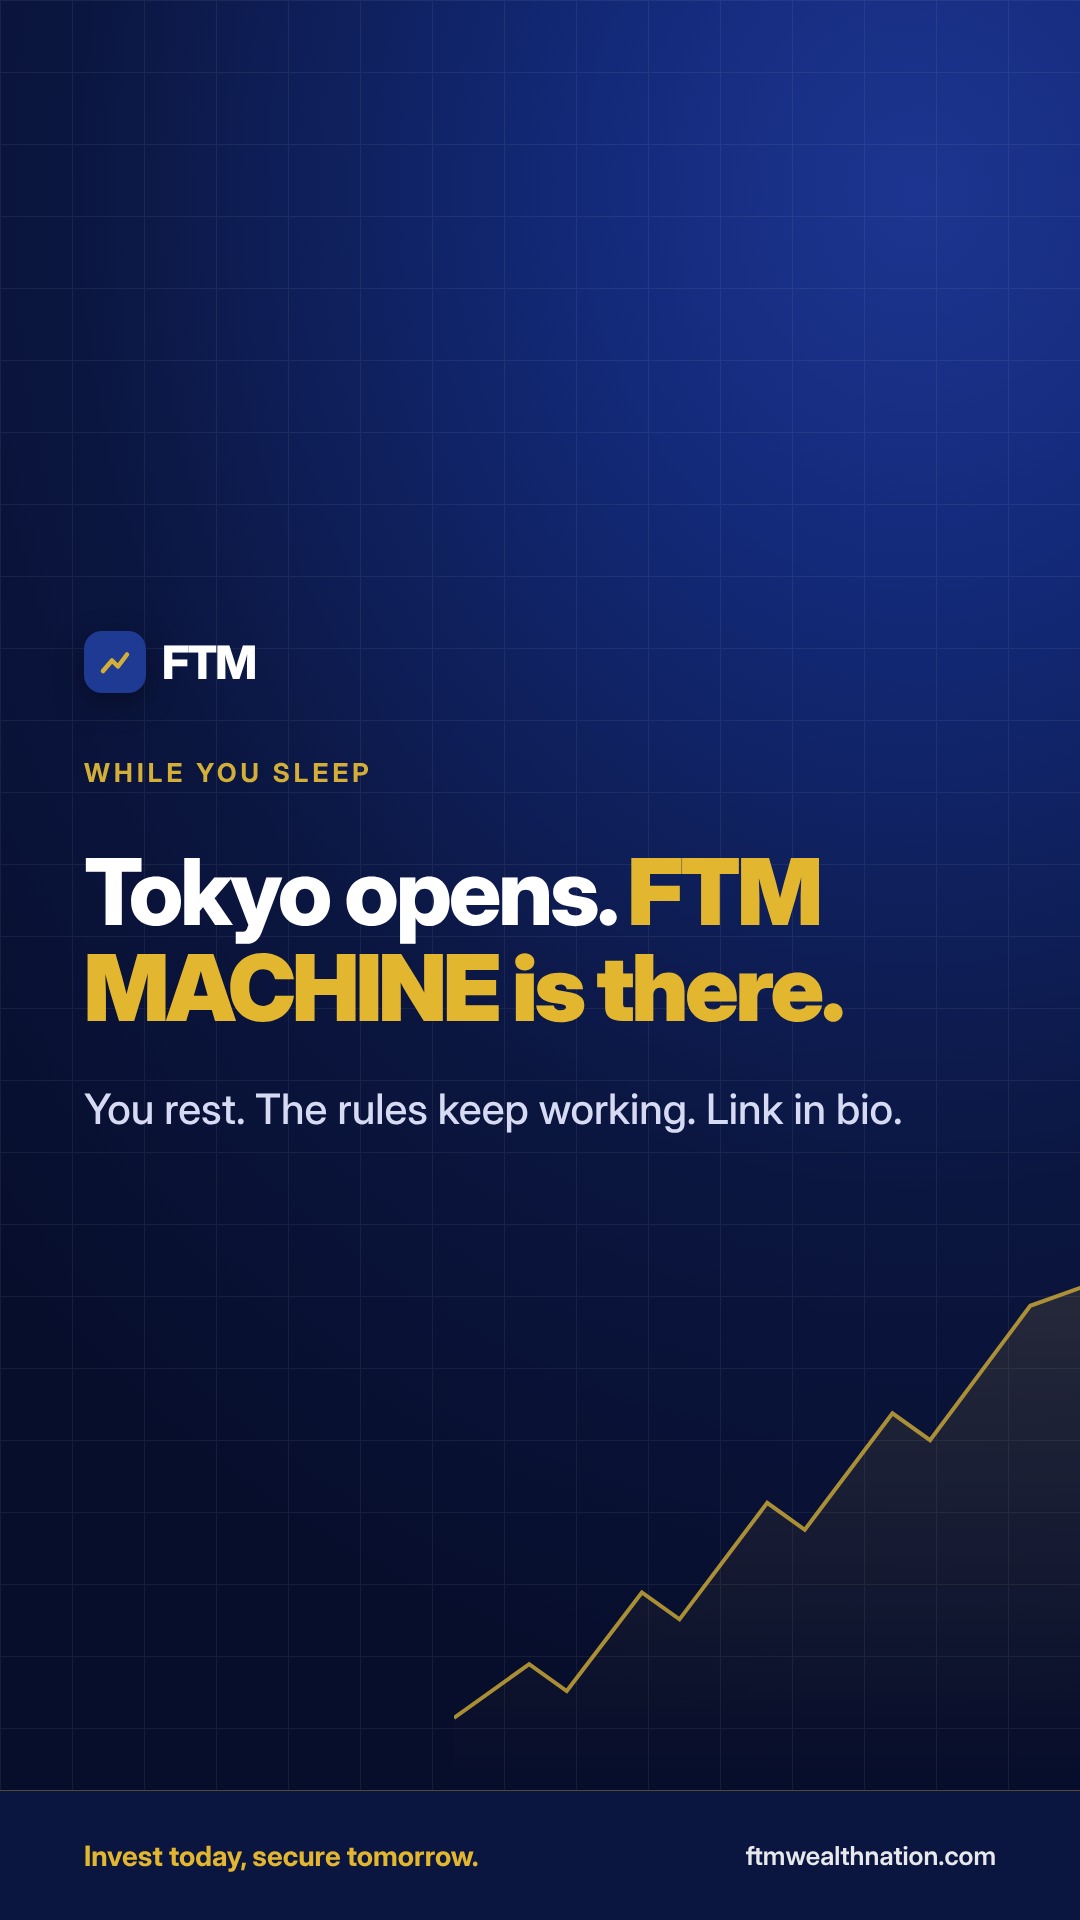 FTM
WHILE YOU SLEEP
Tokyo opens. FTM
MACHINE is there.
You rest. The rules keep working. Link in bio.
Invest today, secure tomorrow.
ftmwealthnation.com